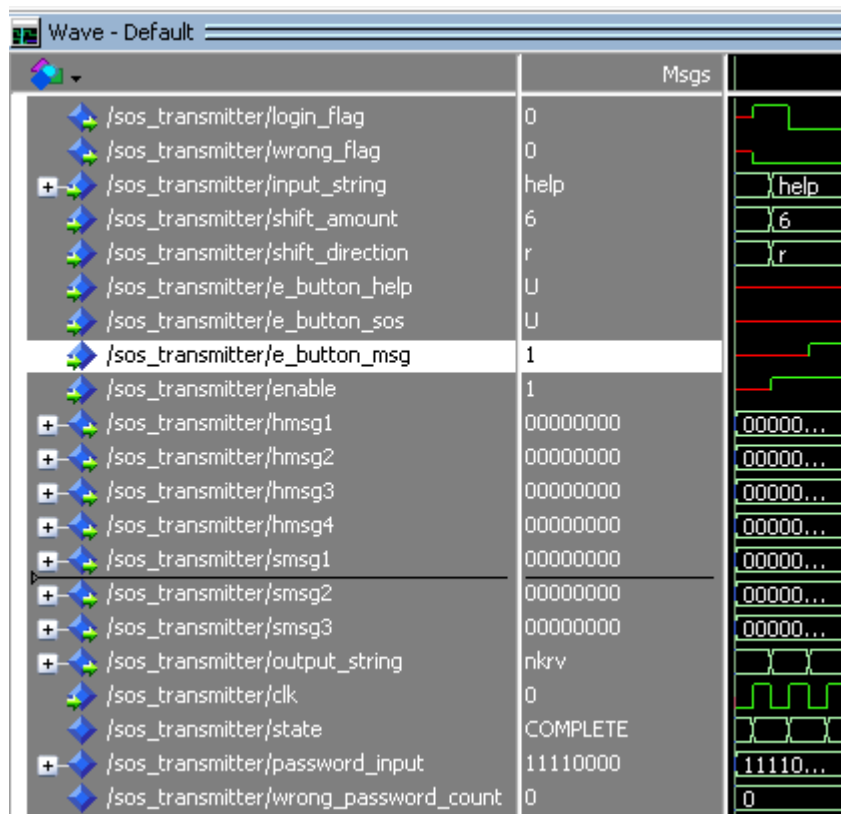 Wave - Default
Msgs
/sos_transmitter/login_flag 0
/sos_transmitter/wrong_flag 0
/sos_transmitter/input_string help help
/sos_transmitter/shift_amount 6 6
/sos_transmitter/shift_direction r r
/sos_transmitter/e_button_help U
/sos_transmitter/e_button_sos U
/sos_transmitter/e_button_msg 1
/sos_transmitter/enable 1
/sos_transmitter/hmsg1 00000000 00000...
/sos_transmitter/hmsg2 00000000 00000...
/sos_transmitter/hmsg3 00000000 00000...
/sos_transmitter/hmsg4 00000000 00000...
/sos_transmitter/smsg1 00000000 00000...
/sos_transmitter/smsg2 00000000 00000...
/sos_transmitter/smsg3 00000000 00000...
/sos_transmitter/output_string nkrv
/sos_transmitter/clk 0
/sos_transmitter/state COMPLETE
/sos_transmitter/password_input 11110000 11110...
/sos_transmitter/wrong_password_count 0 0